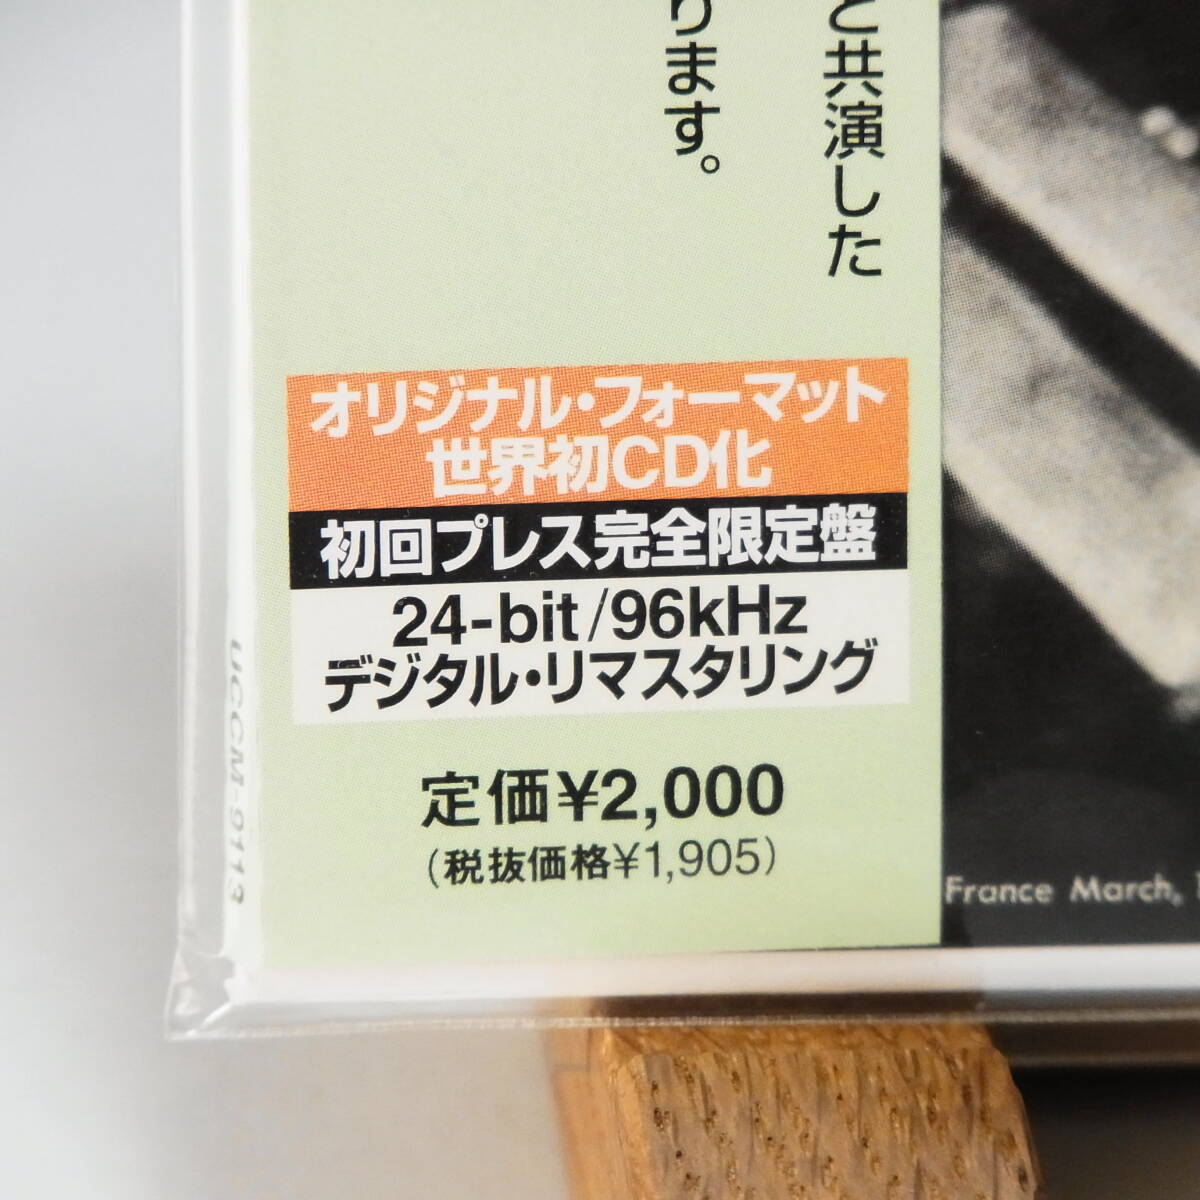 と共演した
ります。
オリジナル・フォーマット
世界初CD化
初回プレス完全限定盤
24-bit/96kHz
デジタル・リマスタリング
定価¥2,000
(税抜価格¥1,905)
UCCM-9113
France March,